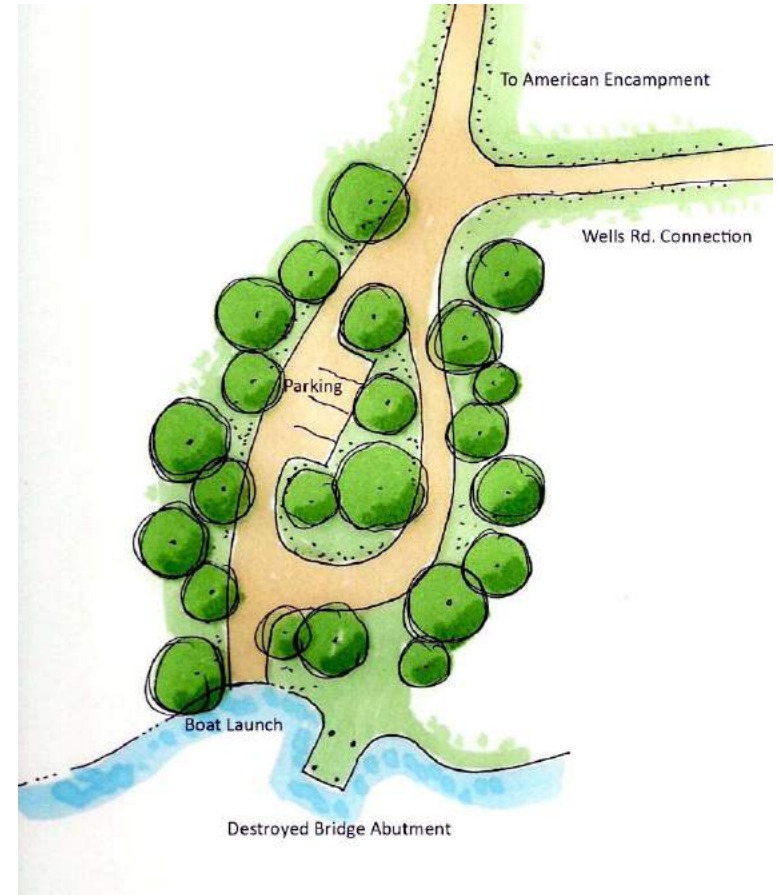 To American Encampment
Wells Rd. Connection
Parking
Boat Launch
Destroyed Bridge Abutment